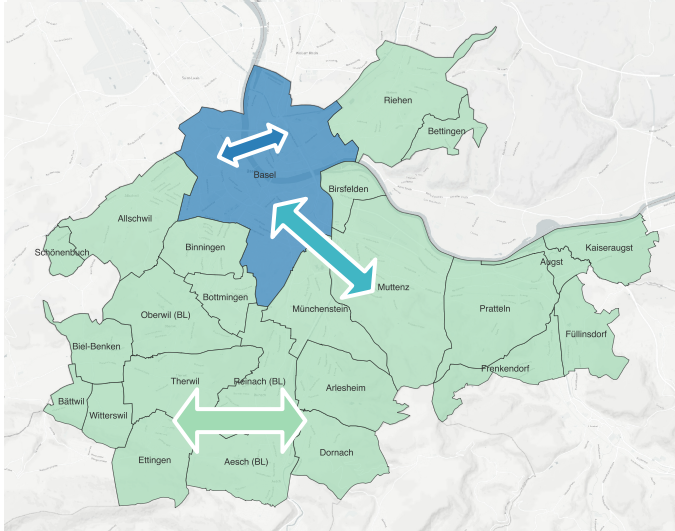 Riehen
Bettingen
Basel
Birsfelden
Allschwil
Binningen
Schönenbuch
Kaiseraugst
Augst
Bottmingen
Muttenz
Oberwil (BL)
Münchenstein
Pratteln
Füllinsdorf
Biel-Benken
Frenkendorf
Therwil
Reinach (BL)
Arlesheim
Bättwil
Witterswil
Ettingen
Aesch (BL)
Dornach